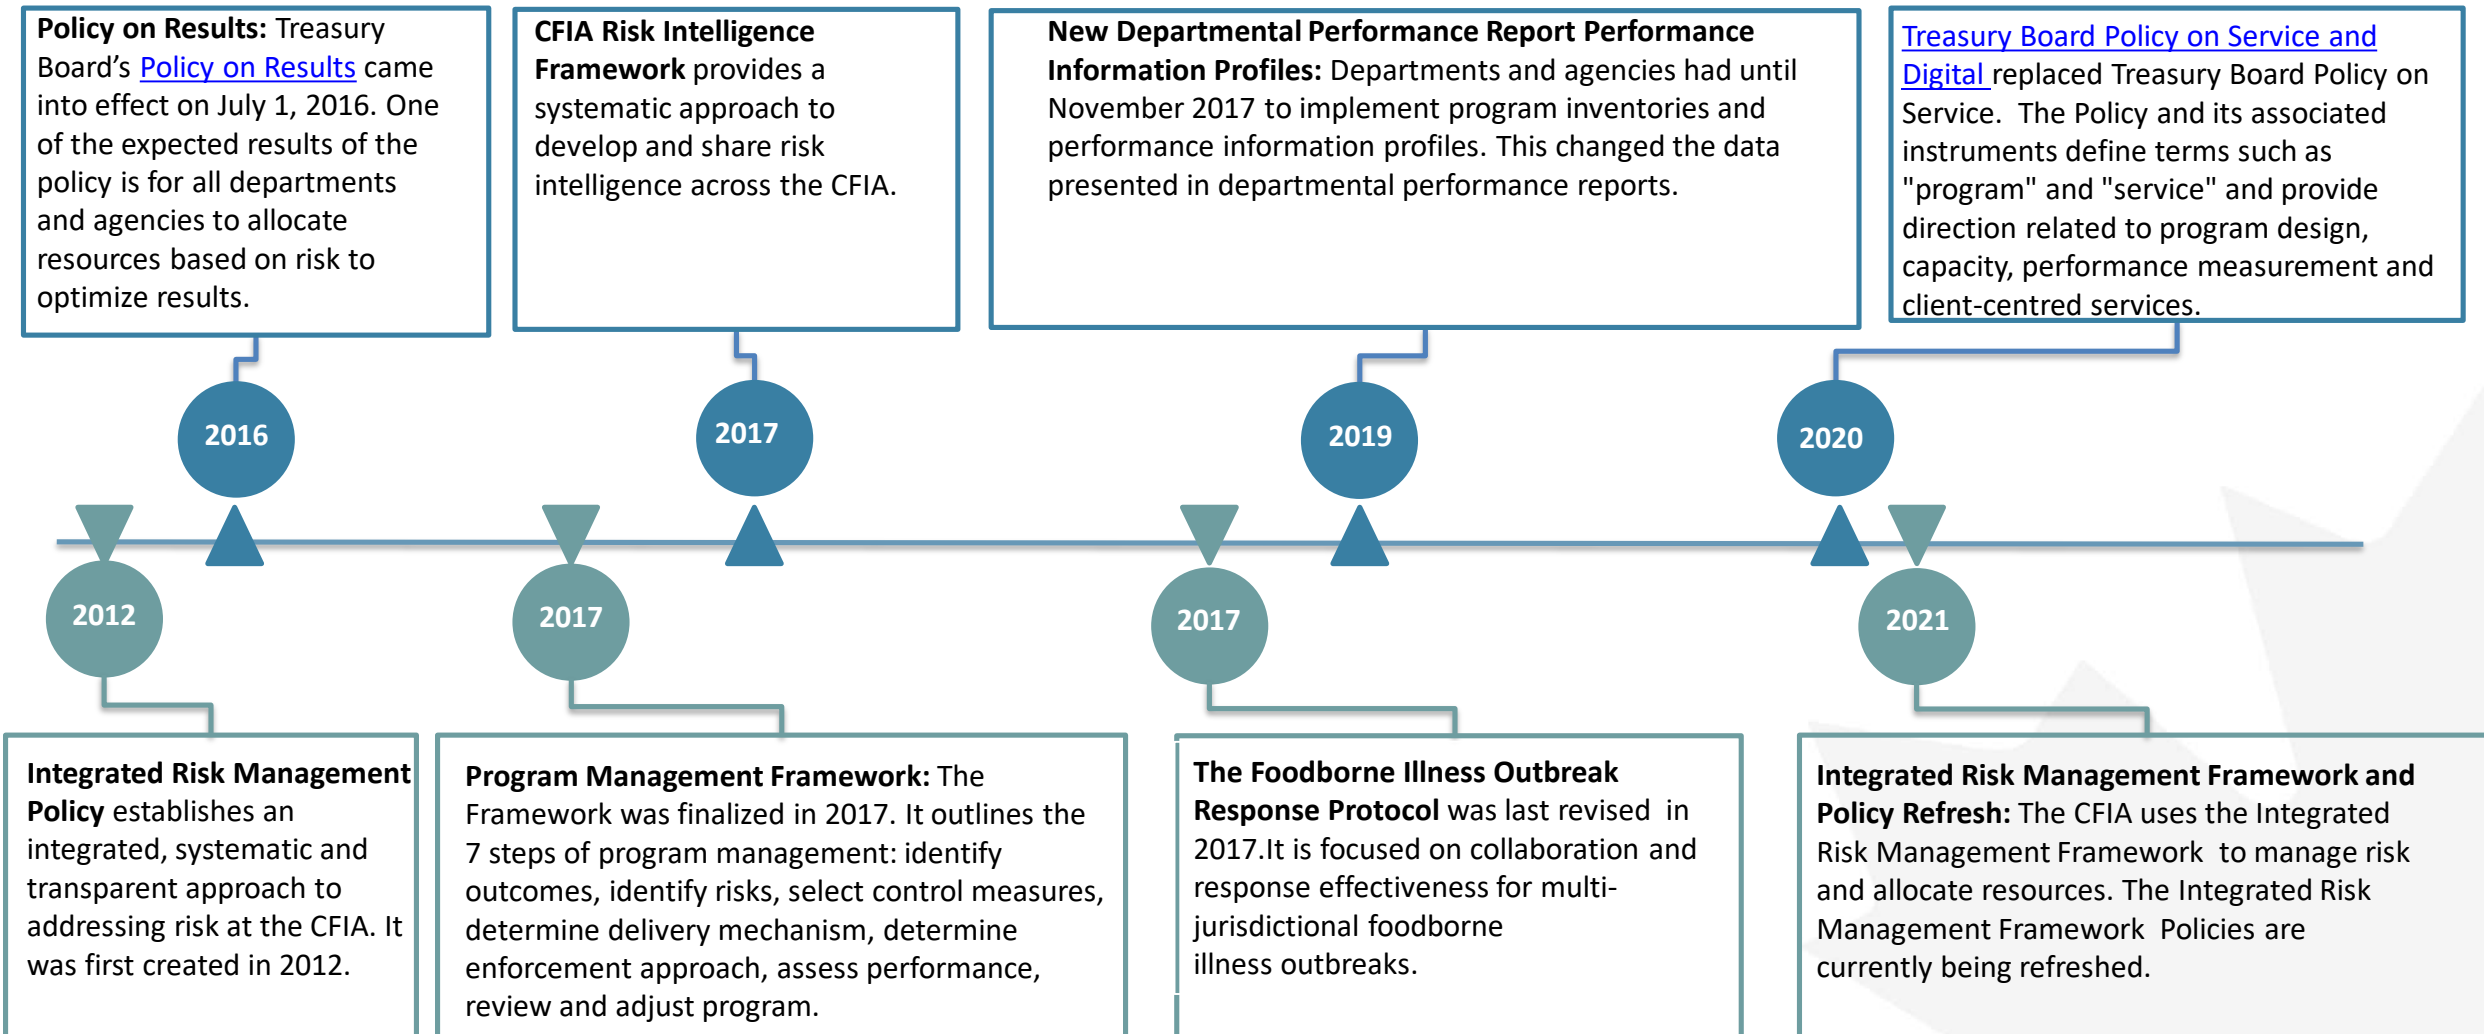 Policy on Results: Treasury
Board’s Policy on Results came
into effect on July 1, 2016. One
of the expected results of the
policy is for all departments
and agencies to allocate
resources based on risk to
optimize results.
CFIA Risk Intelligence
Framework provides a
systematic approach to
develop and share risk
intelligence across the CFIA.
New Departmental Performance Report Performance
Information Profiles: Departments and agencies had until
November 2017 to implement program inventories and
performance information profiles. This changed the data
presented in departmental performance reports.
Treasury Board Policy on Service and
Digital replaced Treasury Board Policy on
Service.  The Policy and its associated
instruments define terms such as
"program" and "service" and provide
direction related to program design,
capacity, performance measurement and
client-centred services.
2016
2017
2019
2020
2012
2017
2017
2021
Integrated Risk Management
Policy establishes an
integrated, systematic and
transparent approach to
addressing risk at the CFIA. It
was first created in 2012.
Program Management Framework: The
Framework was finalized in 2017. It outlines the
7 steps of program management: identify
outcomes, identify risks, select control measures,
determine delivery mechanism, determine
enforcement approach, assess performance,
review and adjust program.
The Foodborne Illness Outbreak
Response Protocol was last revised  in
2017.It is focused on collaboration and
response effectiveness for multi-
jurisdictional foodborne
illness outbreaks.
Integrated Risk Management Framework and
Policy Refresh: The CFIA uses the Integrated
Risk Management Framework  to manage risk
and allocate resources. The Integrated Risk
Management Framework  Policies are
currently being refreshed.